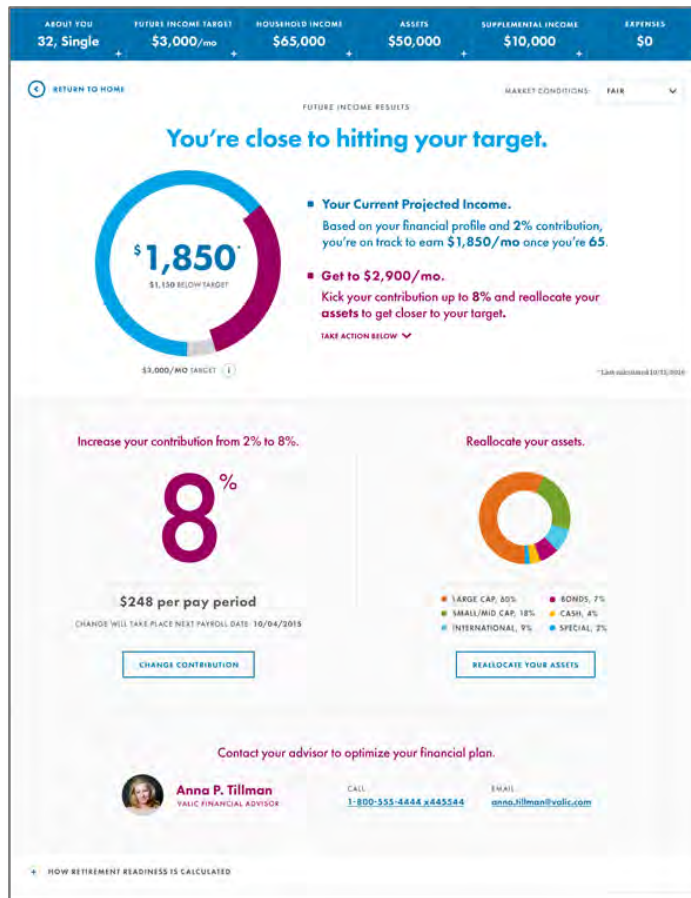 ABOUT YOU
32, Single
+
FUTURE INCOME TARGET
$3,000/mo
+
HOUSEHOLD INCOME
$65,000
+
ASSETS
$50,000
+
SUPPLEMENTAL INCOME
$10,000
+
EXPENSES
$0
RETURN TO HOME
MARKET CONDITIONS: FAIR
FUTURE INCOME RESULTS
You're close to hitting your target.
$1,850*
$1,150 BELOW TARGET
$3,000/MO TARGET i
Your Current Projected Income.
Based on your financial profile and 2% contribution,
you're on track to earn $1,850/mo once you're 65.
Get to $2,900/mo.
Kick your contribution up to 8% and reallocate your
assets to get closer to your target.
TAKE ACTION BELOW
*Last calculated
Increase your contribution from 2% to 8%.
8%
$248 per pay period
CHANGE WILL TAKE PLACE NEXT PAYROLL DATE 10/04/2015
CHANGE CONTRIBUTION
Reallocate your assets.
LARGE CAP, 60%
SMALL/MID CAP, 18%
INTERNATIONAL, 9%
BONDS, 7%
CASH, 4%
SPECIAL, 2%
REALLOCATE YOUR ASSETS
Contact your advisor to optimize your financial plan.
Anna P. Tillman
VALIC FINANCIAL ADVISOR
CALL
1-800-555-4444 x445544
EMAIL
anna.tillman@valic.com
+ HOW RETIREMENT READINESS IS CALCULATED